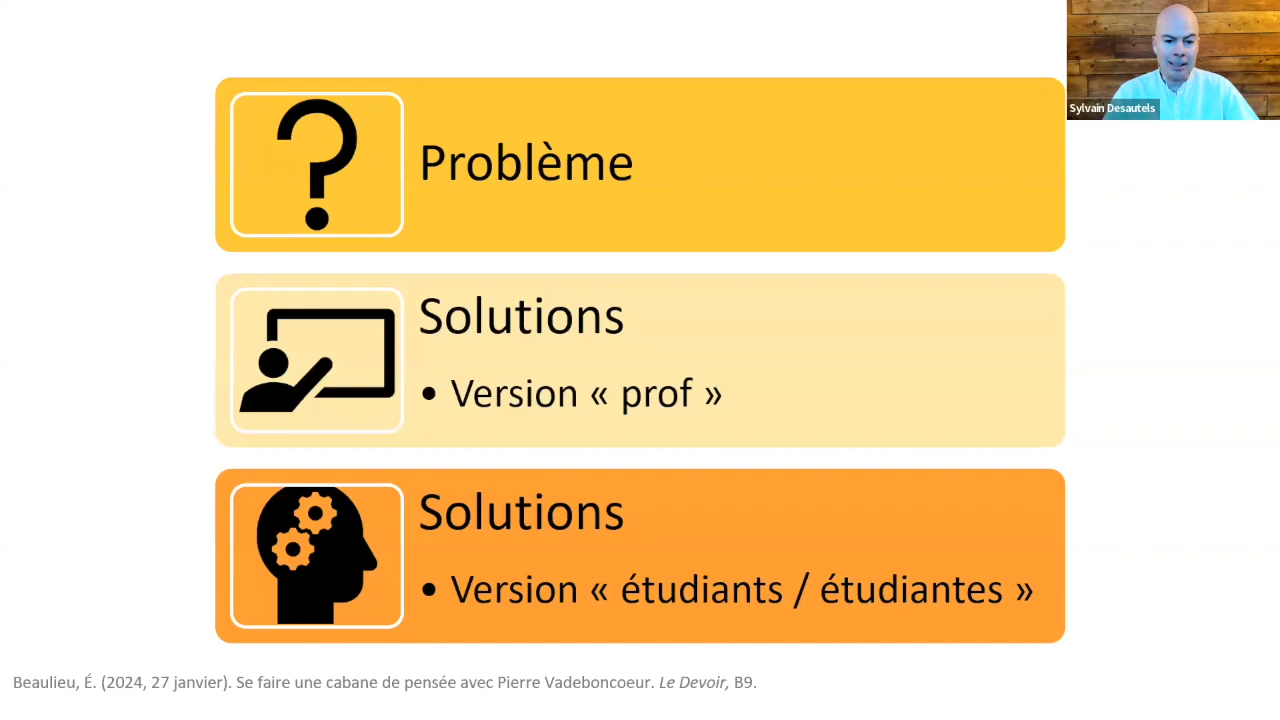 Sylvain Desautels
Problème
Solutions
• Version « prof »
Solutions
• Version « étudiants / étudiantes »
Beaulieu, É. (2024, 27 janvier). Se faire une cabane de pensée avec Pierre Vadeboncoeur. Le Devoir, B9.